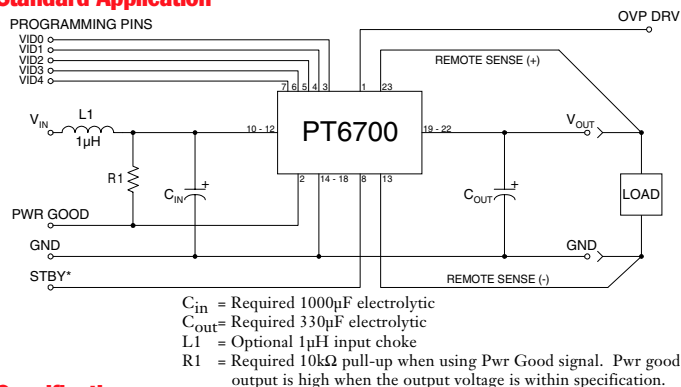 Standard Application
PROGRAMMING PINS
OVP DRV
VID0
VID1
VID2
VID3
VID4
REMOTE SENSE (+)
7 6 5 4 3
1
23
VIN
L1
1µH
10 - 12
PT6700
19 - 22
VOUT
R1
CIN
+
2
14 - 18
8
13
COUT
+
LOAD
PWR GOOD
GND
GND
STBY*
REMOTE SENSE (-)
Cin = Required 1000µF electrolytic
Cout= Required 330µF electrolytic
L1 = Optional 1µH input choke
R1 = Required 10kΩ pull-up when using Pwr Good signal. Pwr good
output is high when the output voltage is within specification.